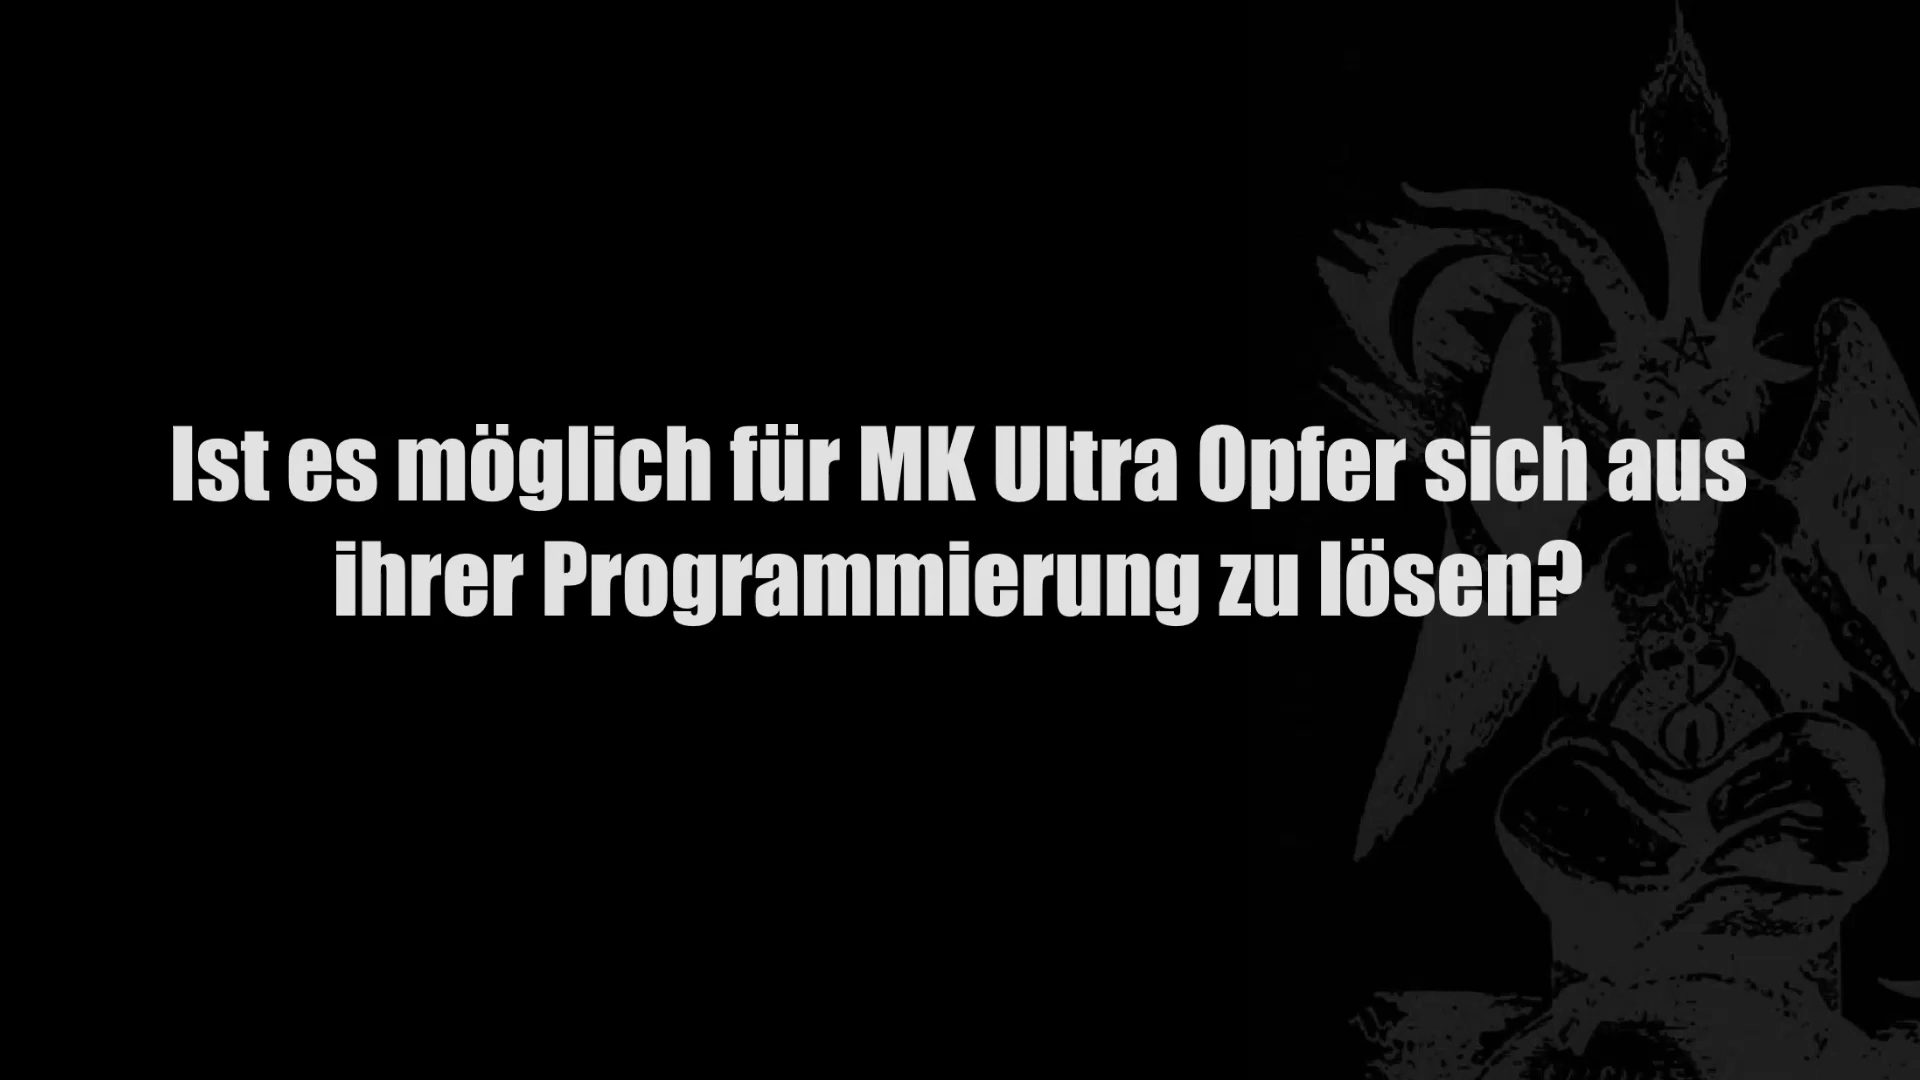 Ist es möglich für MK Ultra Opfer sich aus
ihrer Programmierung zu lösen?